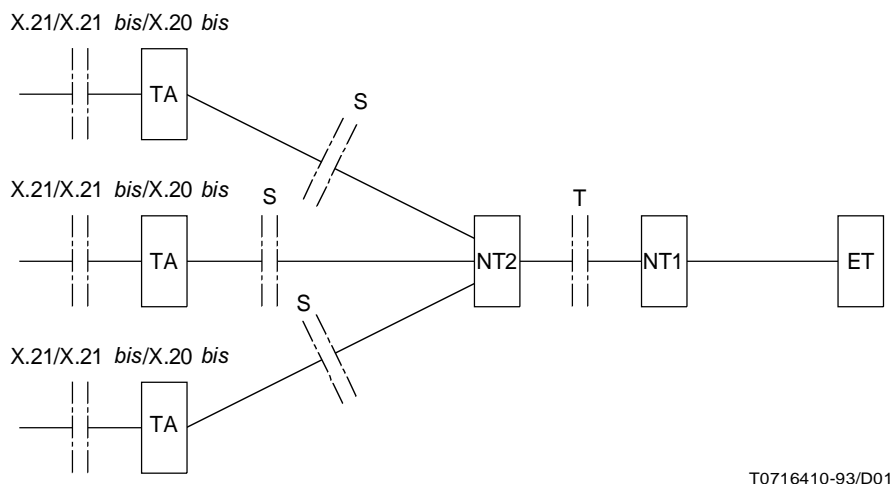 X.21/X.21 bis/X.20 bis
TA
S
X.21/X.21 bis/X.20 bis
S
T
TA
NT2
NT1
ET
S
X.21/X.21 bis/X.20 bis
TA
T0716410-93/D01